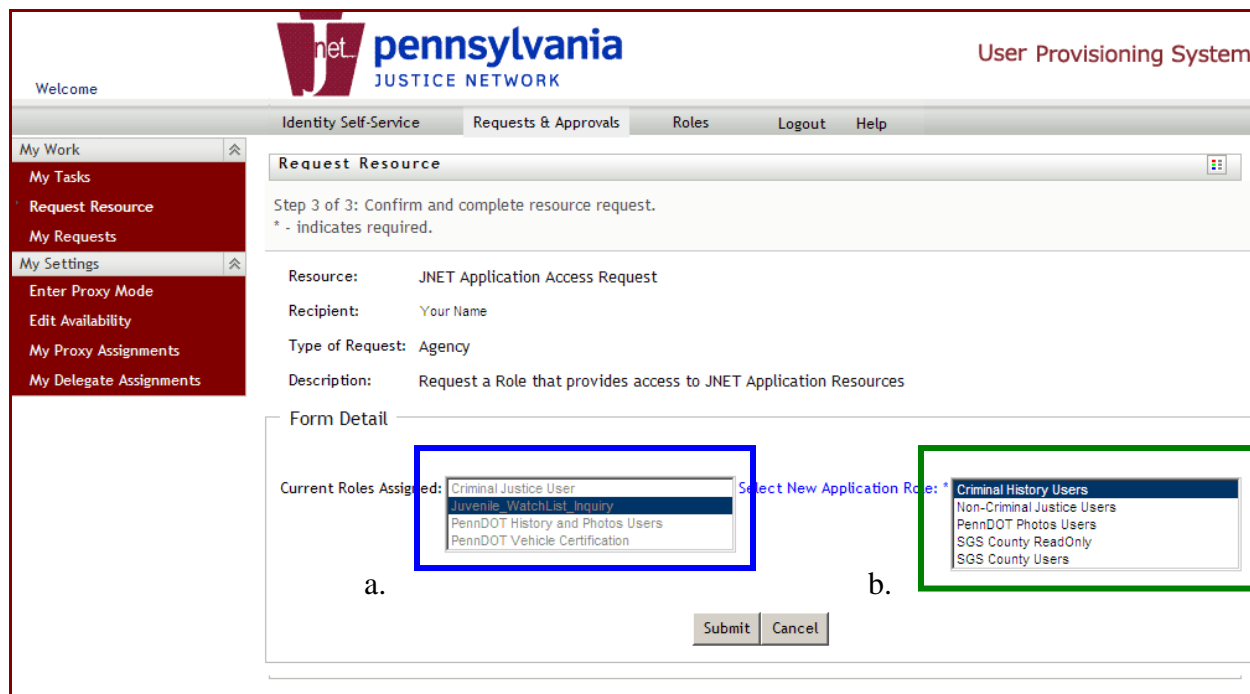 Jnet
pennsylvania
JUSTICE NETWORK
User Provisioning System
Welcome
Identity Self-Service Requests & Approvals Roles Logout Help
My Work
My Tasks
Request Resource
My Requests
My Settings
Enter Proxy Mode
Edit Availability
My Proxy Assignments
My Delegate Assignments
Request Resource
Step 3 of 3: Confirm and complete resource request.
* - indicates required.
Resource: JNET Application Access Request
Recipient: Your Name
Type of Request: Agency
Description: Request a Role that provides access to JNET Application Resources
Form Detail
Current Roles Assigned:
Criminal Justice User
Juvenile_WatchList_Inquiry
PennDOT History and Photos Users
PennDOT Vehicle Certification
a.
Select New Application Role: *
Criminal History Users
Non-Criminal Justice Users
PennDOT Photos Users
SGS County ReadOnly
SGS County Users
b.
Submit Cancel